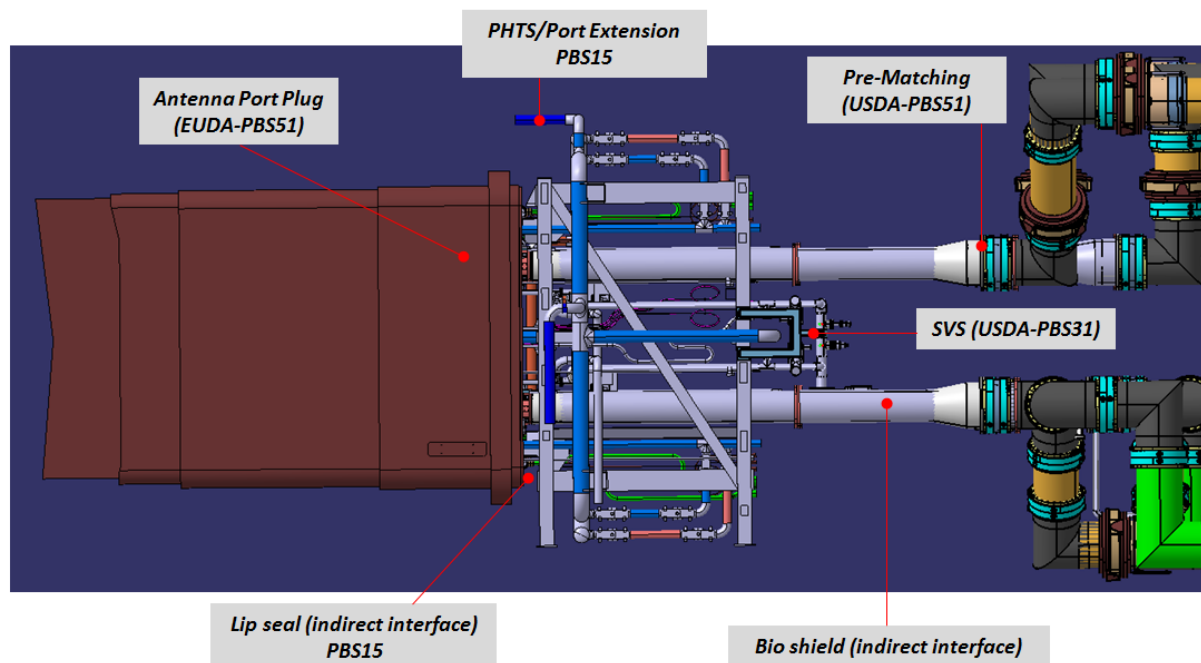 PHTS/Port Extension
PBS15
Antenna Port Plug
(EUDA-PBS51)
Pre-Matching
(USDA-PBS51)
SVS (USDA-PBS31)
Lip seal (indirect interface)
PBS15
Bio shield (indirect interface)